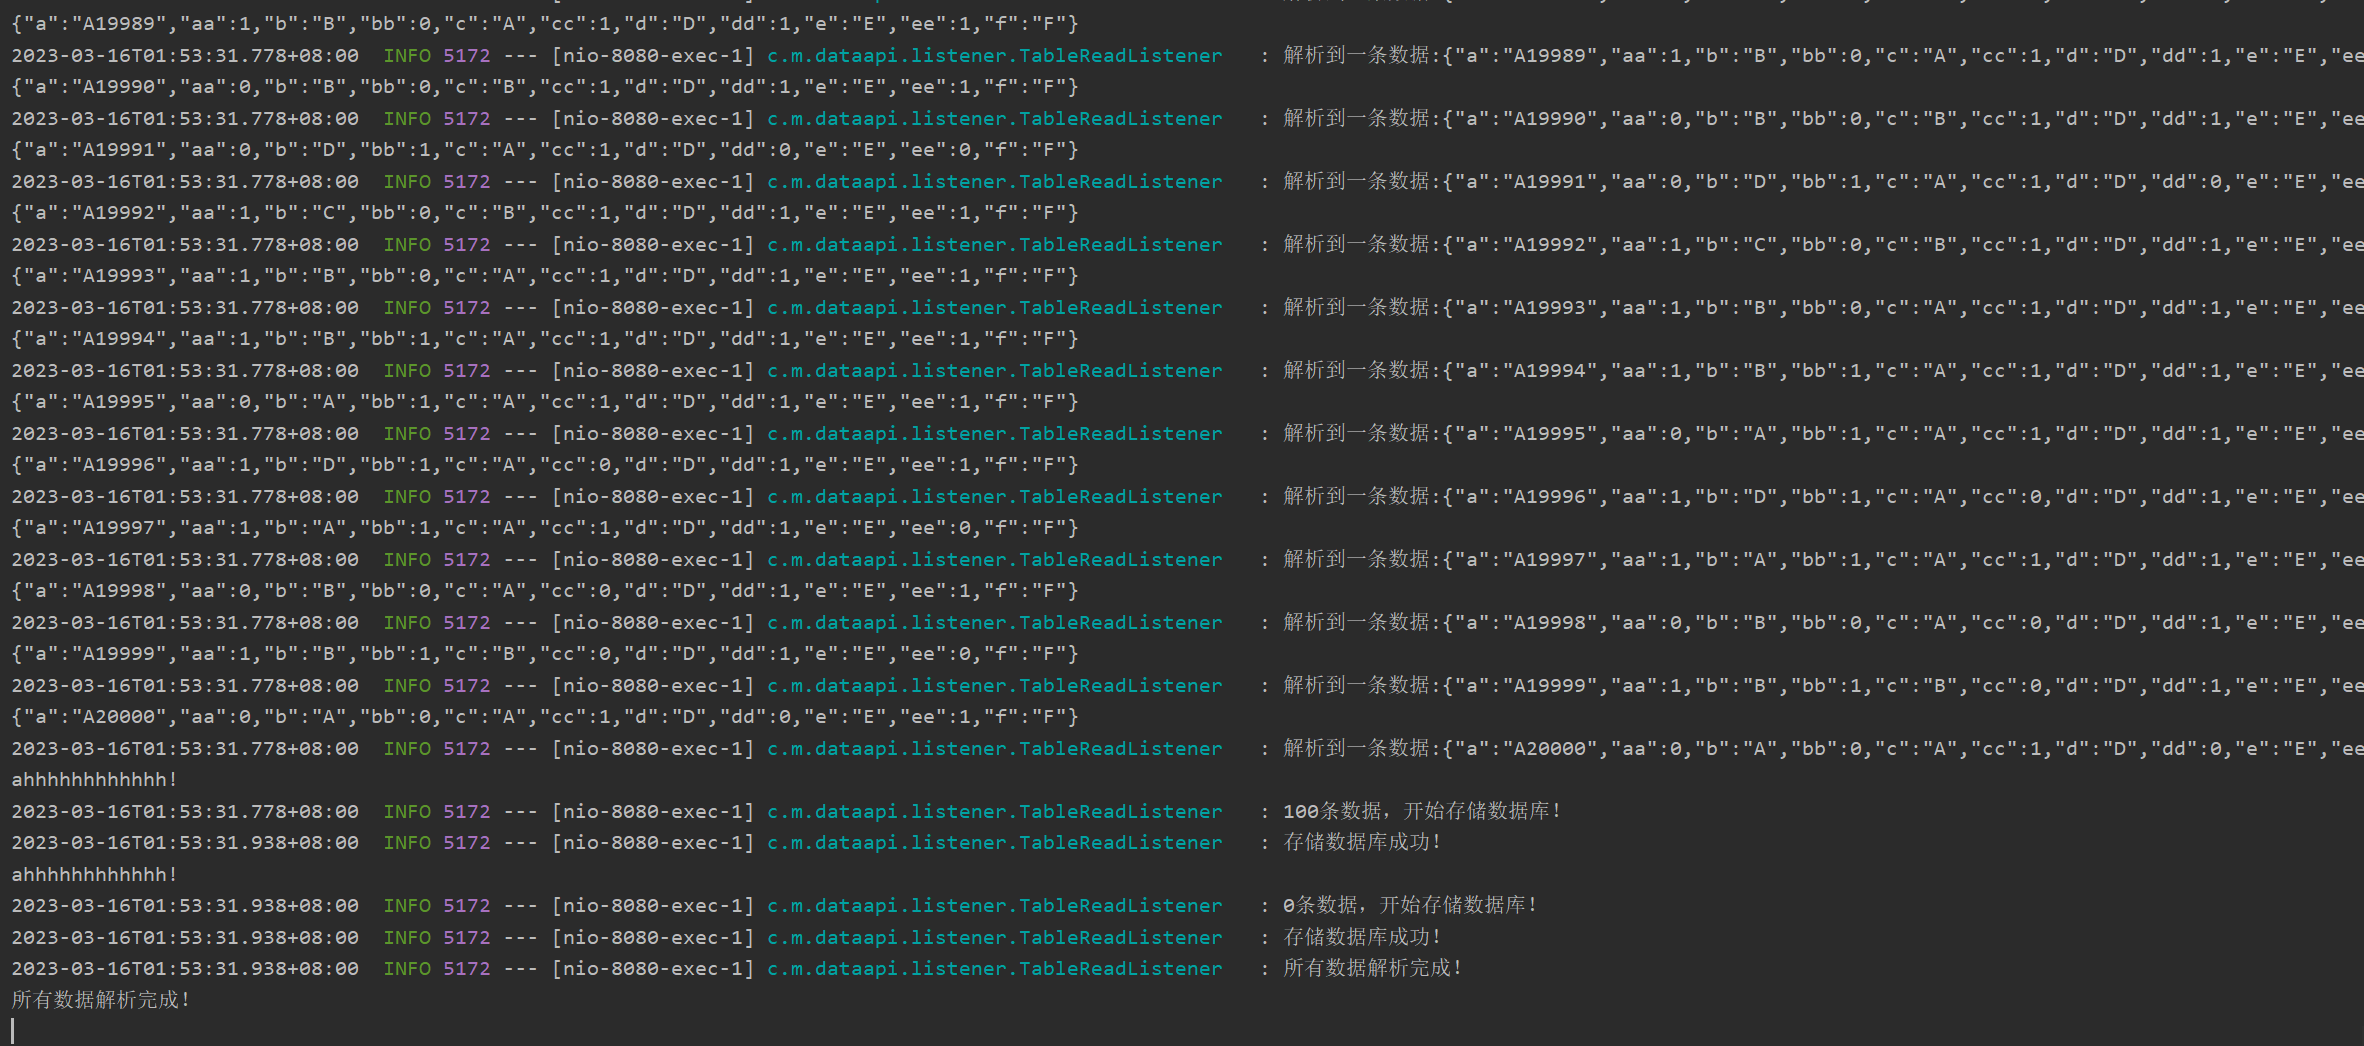 {"a":"A19989","aa":1,"b":"B","bb":0,"c":"A","cc":1,"d":"D","dd":1,"e":"E","ee":1,"f":"F"}
2023-03-16T01:53:31.778+08:00  INFO 5172 --- [nio-8080-exec-1] c.m.dataapi.listener.TableReadListener   : 解析到一条数据:{"a":"A19989","aa":1,"b":"B","bb":0,"c":"A","cc":1,"d":"D","dd":1,"e":"E","ee
{"a":"A19990","aa":0,"b":"B","bb":0,"c":"B","cc":1,"d":"D","dd":1,"e":"E","ee":1,"f":"F"}
2023-03-16T01:53:31.778+08:00  INFO 5172 --- [nio-8080-exec-1] c.m.dataapi.listener.TableReadListener   : 解析到一条数据:{"a":"A19990","aa":0,"b":"B","bb":0,"c":"B","cc":1,"d":"D","dd":1,"e":"E","ee
{"a":"A19991","aa":0,"b":"D","bb":1,"c":"A","cc":1,"d":"D","dd":0,"e":"E","ee":0,"f":"F"}
2023-03-16T01:53:31.778+08:00  INFO 5172 --- [nio-8080-exec-1] c.m.dataapi.listener.TableReadListener   : 解析到一条数据:{"a":"A19991","aa":0,"b":"D","bb":1,"c":"A","cc":1,"d":"D","dd":0,"e":"E","ee
{"a":"A19992","aa":1,"b":"C","bb":0,"c":"B","cc":1,"d":"D","dd":1,"e":"E","ee":1,"f":"F"}
2023-03-16T01:53:31.778+08:00  INFO 5172 --- [nio-8080-exec-1] c.m.dataapi.listener.TableReadListener   : 解析到一条数据:{"a":"A19992","aa":1,"b":"C","bb":0,"c":"B","cc":1,"d":"D","dd":1,"e":"E","ee
{"a":"A19993","aa":1,"b":"B","bb":0,"c":"A","cc":1,"d":"D","dd":1,"e":"E","ee":1,"f":"F"}
2023-03-16T01:53:31.778+08:00  INFO 5172 --- [nio-8080-exec-1] c.m.dataapi.listener.TableReadListener   : 解析到一条数据:{"a":"A19993","aa":1,"b":"B","bb":0,"c":"A","cc":1,"d":"D","dd":1,"e":"E","ee
{"a":"A19994","aa":1,"b":"B","bb":1,"c":"A","cc":1,"d":"D","dd":1,"e":"E","ee":1,"f":"F"}
2023-03-16T01:53:31.778+08:00  INFO 5172 --- [nio-8080-exec-1] c.m.dataapi.listener.TableReadListener   : 解析到一条数据:{"a":"A19994","aa":1,"b":"B","bb":1,"c":"A","cc":1,"d":"D","dd":1,"e":"E","ee
{"a":"A19995","aa":0,"b":"A","bb":1,"c":"A","cc":1,"d":"D","dd":1,"e":"E","ee":1,"f":"F"}
2023-03-16T01:53:31.778+08:00  INFO 5172 --- [nio-8080-exec-1] c.m.dataapi.listener.TableReadListener   : 解析到一条数据:{"a":"A19995","aa":0,"b":"A","bb":1,"c":"A","cc":1,"d":"D","dd":1,"e":"E","ee
{"a":"A19996","aa":1,"b":"D","bb":1,"c":"A","cc":0,"d":"D","dd":1,"e":"E","ee":1,"f":"F"}
2023-03-16T01:53:31.778+08:00  INFO 5172 --- [nio-8080-exec-1] c.m.dataapi.listener.TableReadListener   : 解析到一条数据:{"a":"A19996","aa":1,"b":"D","bb":1,"c":"A","cc":0,"d":"D","dd":1,"e":"E","ee
{"a":"A19997","aa":1,"b":"A","bb":1,"c":"A","cc":1,"d":"D","dd":1,"e":"E","ee":0,"f":"F"}
2023-03-16T01:53:31.778+08:00  INFO 5172 --- [nio-8080-exec-1] c.m.dataapi.listener.TableReadListener   : 解析到一条数据:{"a":"A19997","aa":1,"b":"A","bb":1,"c":"A","cc":1,"d":"D","dd":1,"e":"E","ee
{"a":"A19998","aa":0,"b":"B","bb":0,"c":"A","cc":0,"d":"D","dd":1,"e":"E","ee":1,"f":"F"}
2023-03-16T01:53:31.778+08:00  INFO 5172 --- [nio-8080-exec-1] c.m.dataapi.listener.TableReadListener   : 解析到一条数据:{"a":"A19998","aa":0,"b":"B","bb":0,"c":"A","cc":0,"d":"D","dd":1,"e":"E","ee
{"a":"A19999","aa":1,"b":"B","bb":1,"c":"B","cc":0,"d":"D","dd":1,"e":"E","ee":0,"f":"F"}
2023-03-16T01:53:31.778+08:00  INFO 5172 --- [nio-8080-exec-1] c.m.dataapi.listener.TableReadListener   : 解析到一条数据:{"a":"A19999","aa":1,"b":"B","bb":1,"c":"B","cc":0,"d":"D","dd":1,"e":"E","ee
{"a":"A20000","aa":0,"b":"A","bb":0,"c":"A","cc":1,"d":"D","dd":0,"e":"E","ee":1,"f":"F"}
2023-03-16T01:53:31.778+08:00  INFO 5172 --- [nio-8080-exec-1] c.m.dataapi.listener.TableReadListener   : 解析到一条数据:{"a":"A20000","aa":0,"b":"A","bb":0,"c":"A","cc":1,"d":"D","dd":0,"e":"E","ee
ahhhhhhhhhhhh!
2023-03-16T01:53:31.778+08:00  INFO 5172 --- [nio-8080-exec-1] c.m.dataapi.listener.TableReadListener   : 100条数据，开始存储数据库！
2023-03-16T01:53:31.938+08:00  INFO 5172 --- [nio-8080-exec-1] c.m.dataapi.listener.TableReadListener   : 存储数据库成功！
ahhhhhhhhhhhh!
2023-03-16T01:53:31.938+08:00  INFO 5172 --- [nio-8080-exec-1] c.m.dataapi.listener.TableReadListener   : 0条数据，开始存储数据库！
2023-03-16T01:53:31.938+08:00  INFO 5172 --- [nio-8080-exec-1] c.m.dataapi.listener.TableReadListener   : 存储数据库成功！
2023-03-16T01:53:31.938+08:00  INFO 5172 --- [nio-8080-exec-1] c.m.dataapi.listener.TableReadListener   : 所有数据解析完成！
所有数据解析完成！